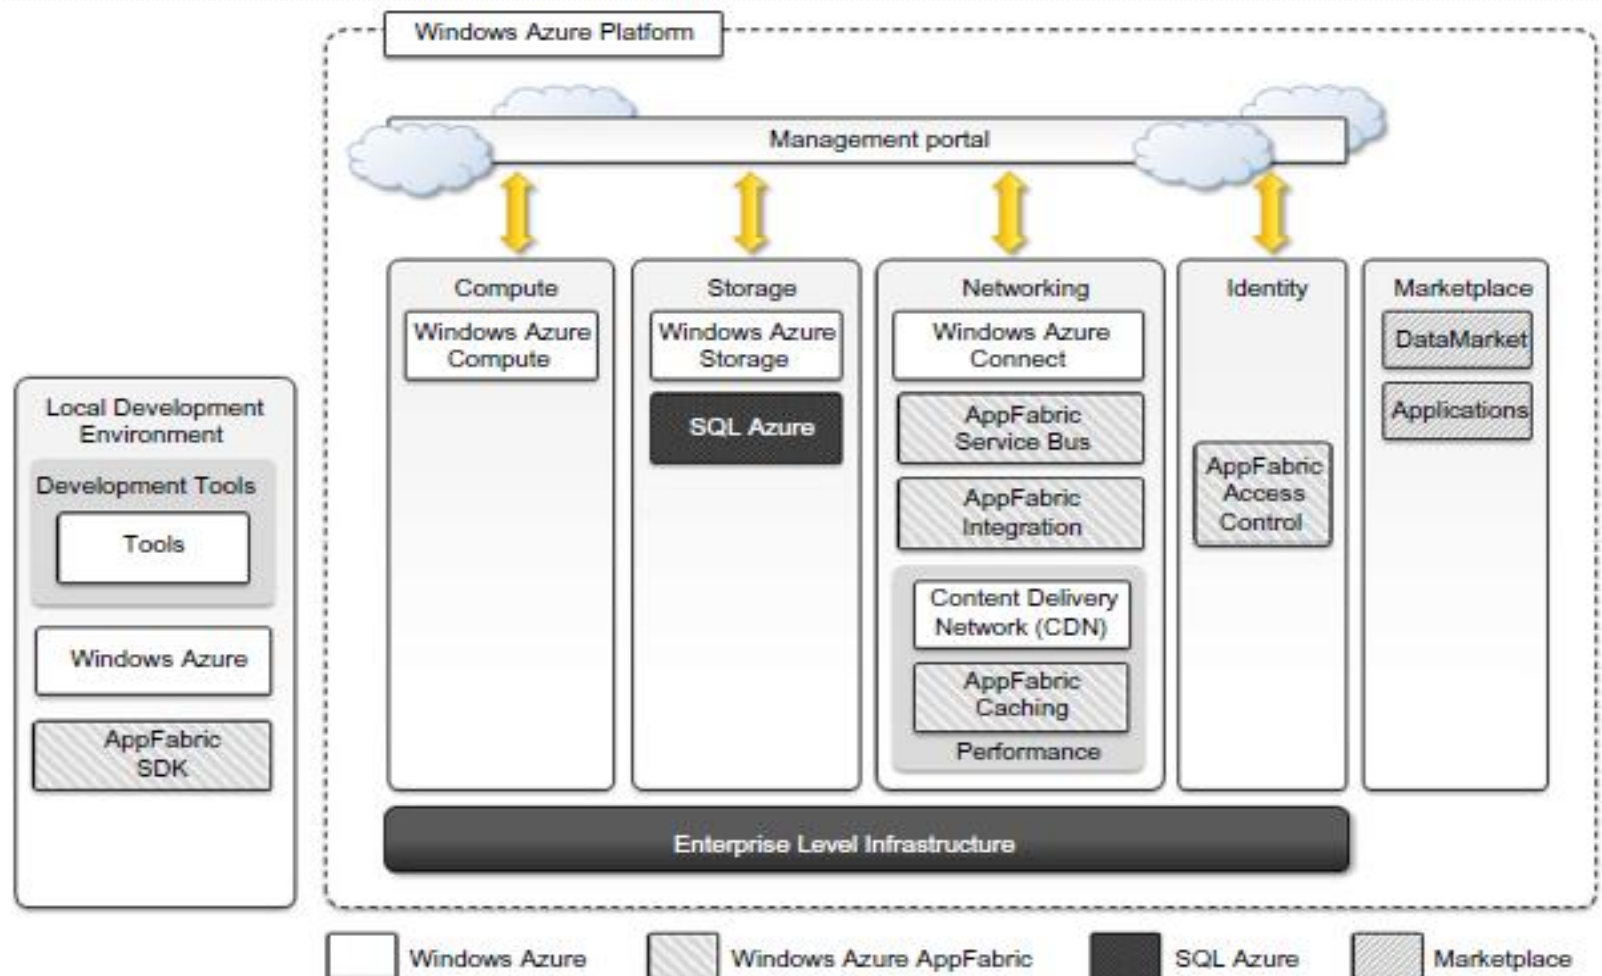 Windows Azure Platform
Management portal
Local Development
Environment
Development Tools
Tools
Windows Azure
AppFabric
SDK
Compute
Windows Azure
Compute
Storage
Windows Azure
Storage
SQL Azure
Networking
Windows Azure
Connect
AppFabric
Service Bus
AppFabric
Integration
Content Delivery
Network (CDN)
AppFabric
Caching
Performance
Identity
AppFabric
Access
Control
Marketplace
DataMarket
Applications
Enterprise Level Infrastructure
Windows Azure
Windows Azure AppFabric
SQL Azure
Marketplace